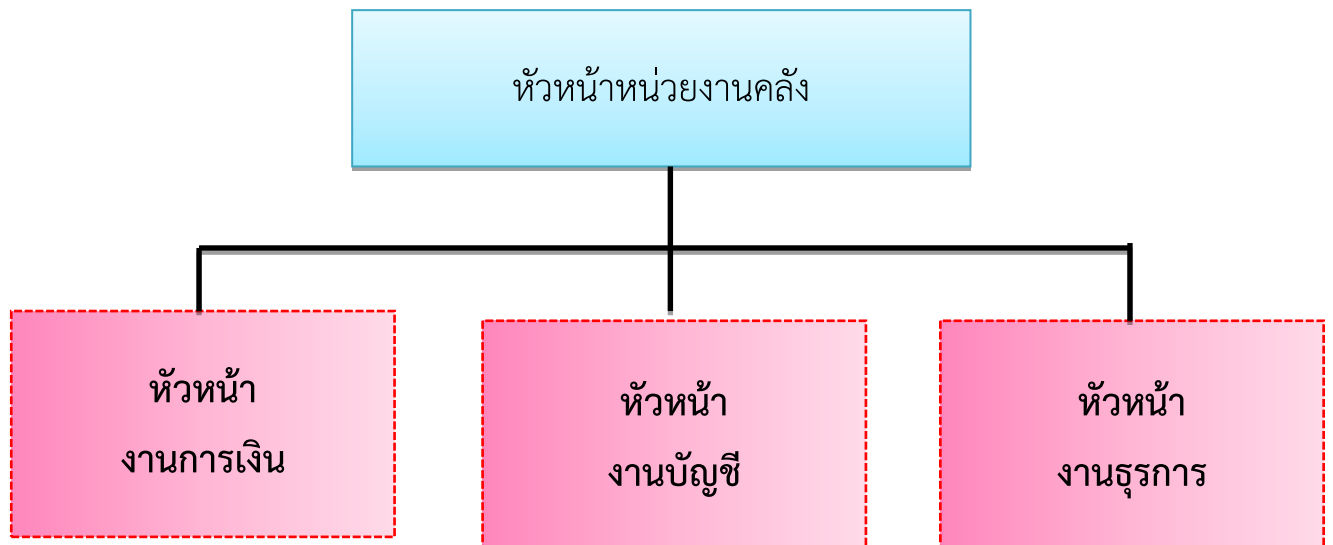 หัวหน้าหน่วยงานคลัง
หัวหน้า
งานการเงิน
หัวหน้า
งานบัญชี
หัวหน้า
งานธุรการ